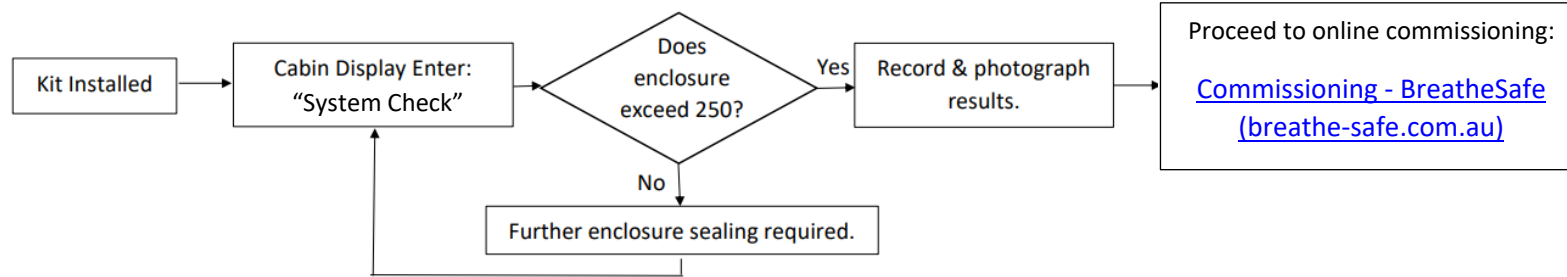 Kit Installed
Cabin Display Enter:
“System Check”
Does
enclosure
exceed 250?
Yes
Record & photograph
results.
Proceed to online commissioning:
Commissioning - BreatheSafe
(breathe-safe.com.au)
No
Further enclosure sealing required.